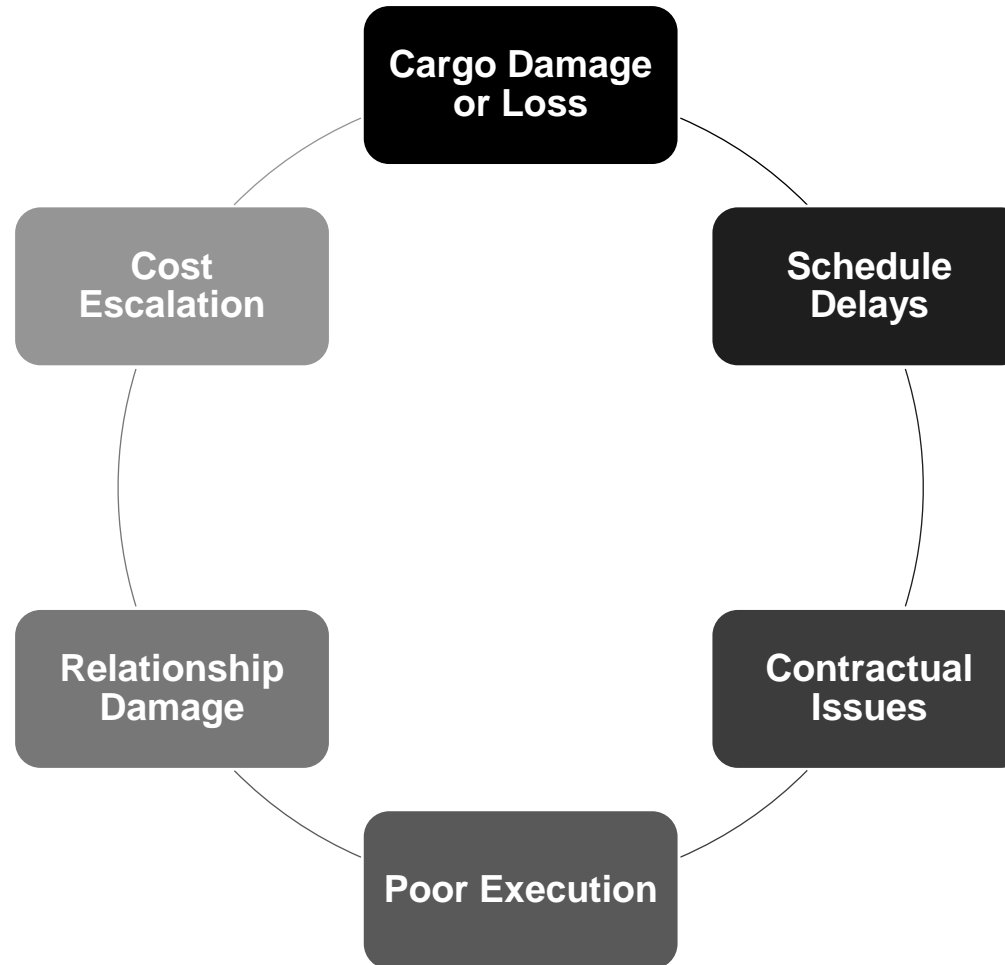 Cargo Damage
or Loss
Schedule
Delays
Contractual
Issues
Poor Execution
Relationship
Damage
Cost
Escalation